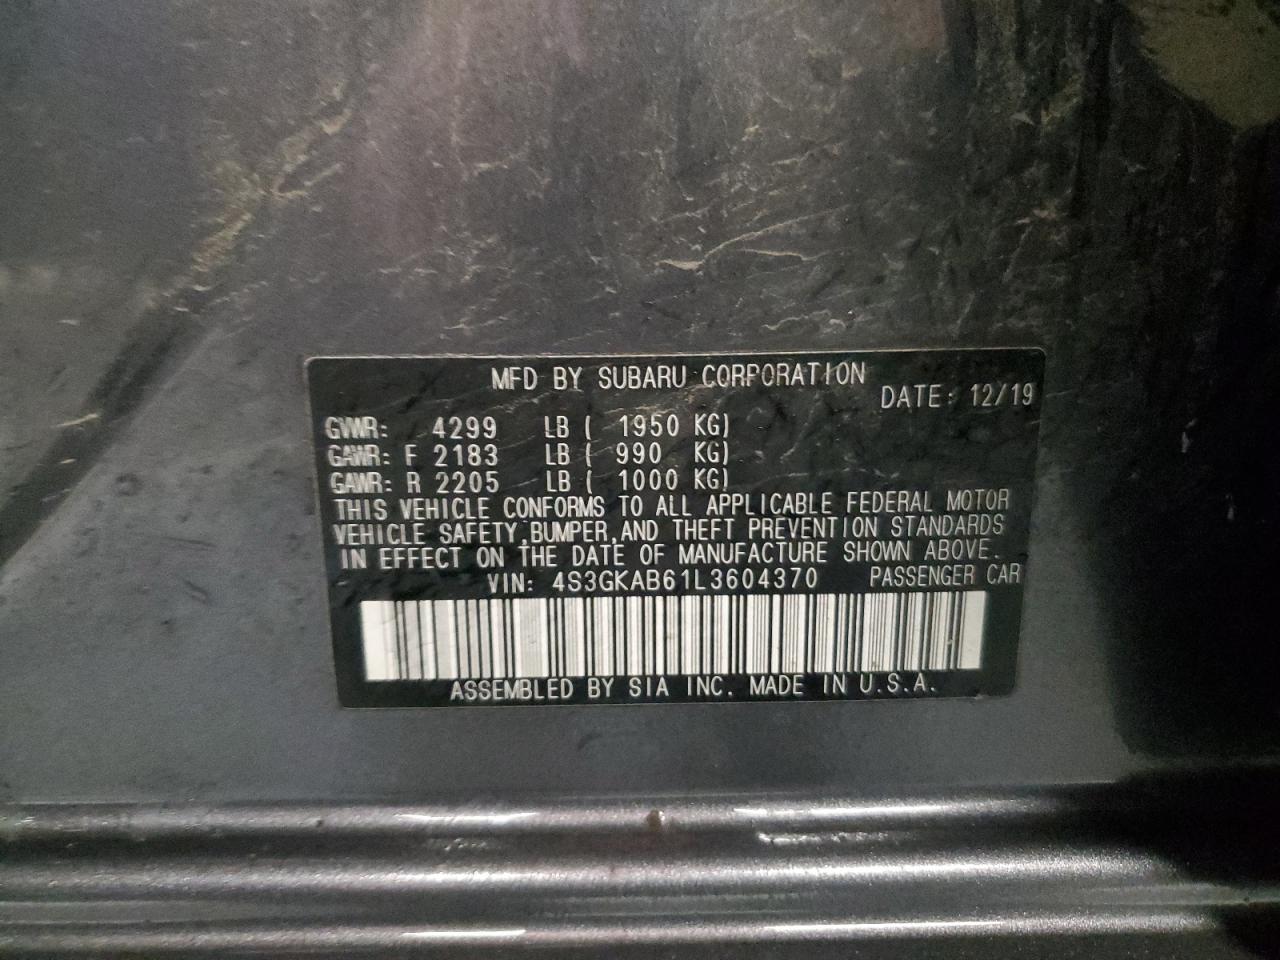 MFD BY SUBARU CORPORATION
DATE: 12/19
GVWR: 4299 LB ( 1950 KG)
GAWR: F 2183 LB ( 990 KG)
GAWR: R 2205 LB ( 1000 KG)
THIS VEHICLE CONFORMS TO ALL APPLICABLE FEDERAL MOTOR
VEHICLE SAFETY,BUMPER,AND THEFT PREVENTION STANDARDS
IN EFFECT ON THE DATE OF MANUFACTURE SHOWN ABOVE.
VIN: 4S3GKAB61L3604370 PASSENGER CAR
ASSEMBLED BY SIA INC. MADE IN U.S.A.